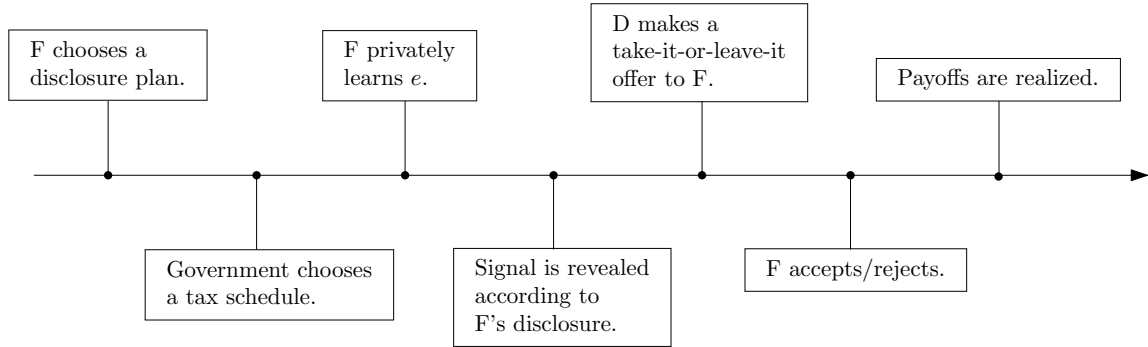 F chooses a
disclosure plan.
Government chooses
a tax schedule.
F privately
learns e.
Signal is revealed
according to
F's disclosure.
D makes a
take-it-or-leave-it
offer to F.
F accepts/rejects.
Payoffs are realized.